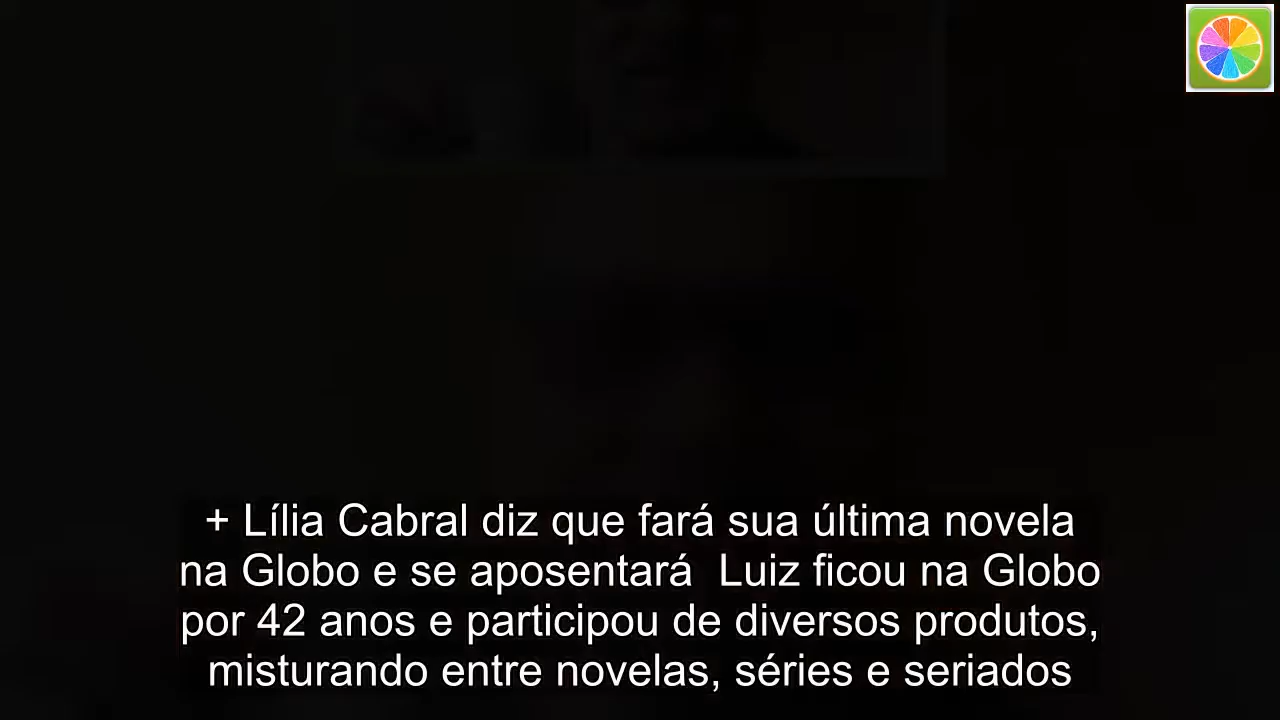 + Lília Cabral diz que fará sua última novela
na Globo e se aposentará  Luiz ficou na Globo
por 42 anos e participou de diversos produtos,
misturando entre novelas, séries e seriados